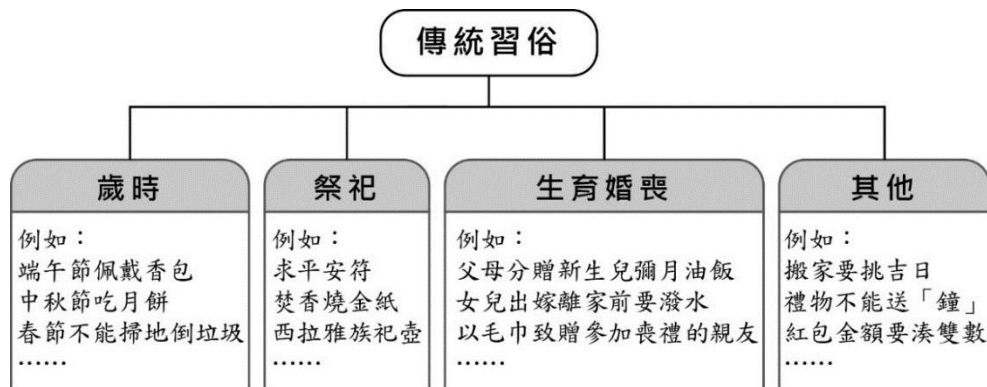 傳統習俗
歲時
例如：
端午節佩戴香包
中秋節吃月餅
春節不能掃地倒垃圾
……
祭祀
例如：
求平安符
焚香燒金紙
西拉雅族祀壺
……
生育婚喪
例如：
父母分贈新生兒彌月油飯
女兒出嫁離家前要潑水
以毛巾致贈參加喪禮的親友
……
其他
例如：
搬家要挑吉日
禮物不能送「鐘」
紅包金額要湊雙數
……